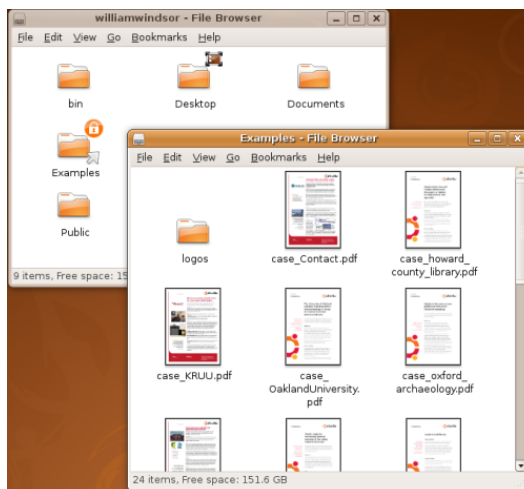 williamwindsor - File Browser
File Edit View Go Bookmarks Help
bin
Desktop
Documents
Examples
Public
9 items, Free space: 15
Examples - File Browser
File Edit View Go Bookmarks Help
logos
case_Contact.pdf
case_howard_
county_library.pdf
case_KRUU.pdf
case_
OaklandUniversity.
pdf
case_oxford_
archaeology.pdf
24 items, Free space: 151.6 GB